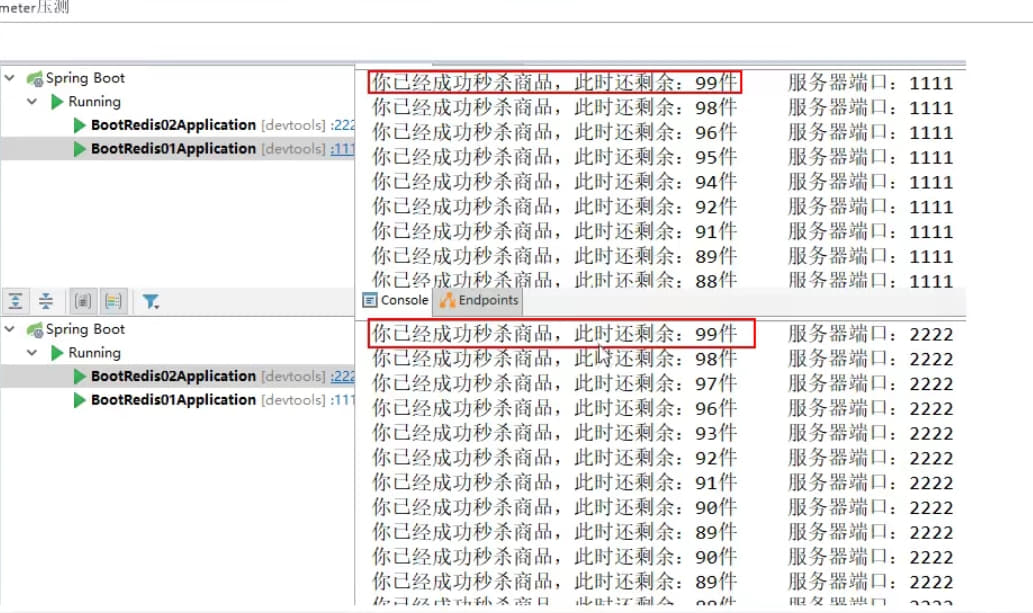 meter压测
Spring Boot
Running
BootRedis02Application [devtools] :222
BootRedis01Application [devtools] :111
你已经成功秒杀商品，此时还剩余：99件 服务器端口：1111
你已经成功秒杀商品，此时还剩余：98件 服务器端口：1111
你已经成功秒杀商品，此时还剩余：96件 服务器端口：1111
你已经成功秒杀商品，此时还剩余：95件 服务器端口：1111
你已经成功秒杀商品，此时还剩余：94件 服务器端口：1111
你已经成功秒杀商品，此时还剩余：92件 服务器端口：1111
你已经成功秒杀商品，此时还剩余：91件 服务器端口：1111
你已经成功秒杀商品，此时还剩余：89件 服务器端口：1111
你已经成功秒杀商品，此时还剩余：88件 服务器端口：1111
Console Endpoints
Spring Boot
Running
BootRedis02Application [devtools] :222
BootRedis01Application [devtools] :111
你已经成功秒杀商品，此时还剩余：99件 服务器端口：2222
你已经成功秒杀商品，此时还剩余：98件 服务器端口：2222
你已经成功秒杀商品，此时还剩余：97件 服务器端口：2222
你已经成功秒杀商品，此时还剩余：96件 服务器端口：2222
你已经成功秒杀商品，此时还剩余：93件 服务器端口：2222
你已经成功秒杀商品，此时还剩余：92件 服务器端口：2222
你已经成功秒杀商品，此时还剩余：91件 服务器端口：2222
你已经成功秒杀商品，此时还剩余：90件 服务器端口：2222
你已经成功秒杀商品，此时还剩余：89件 服务器端口：2222
你已经成功秒杀商品，此时还剩余：90件 服务器端口：2222
你已经成功秒杀商品，此时还剩余：89件 服务器端口：2222